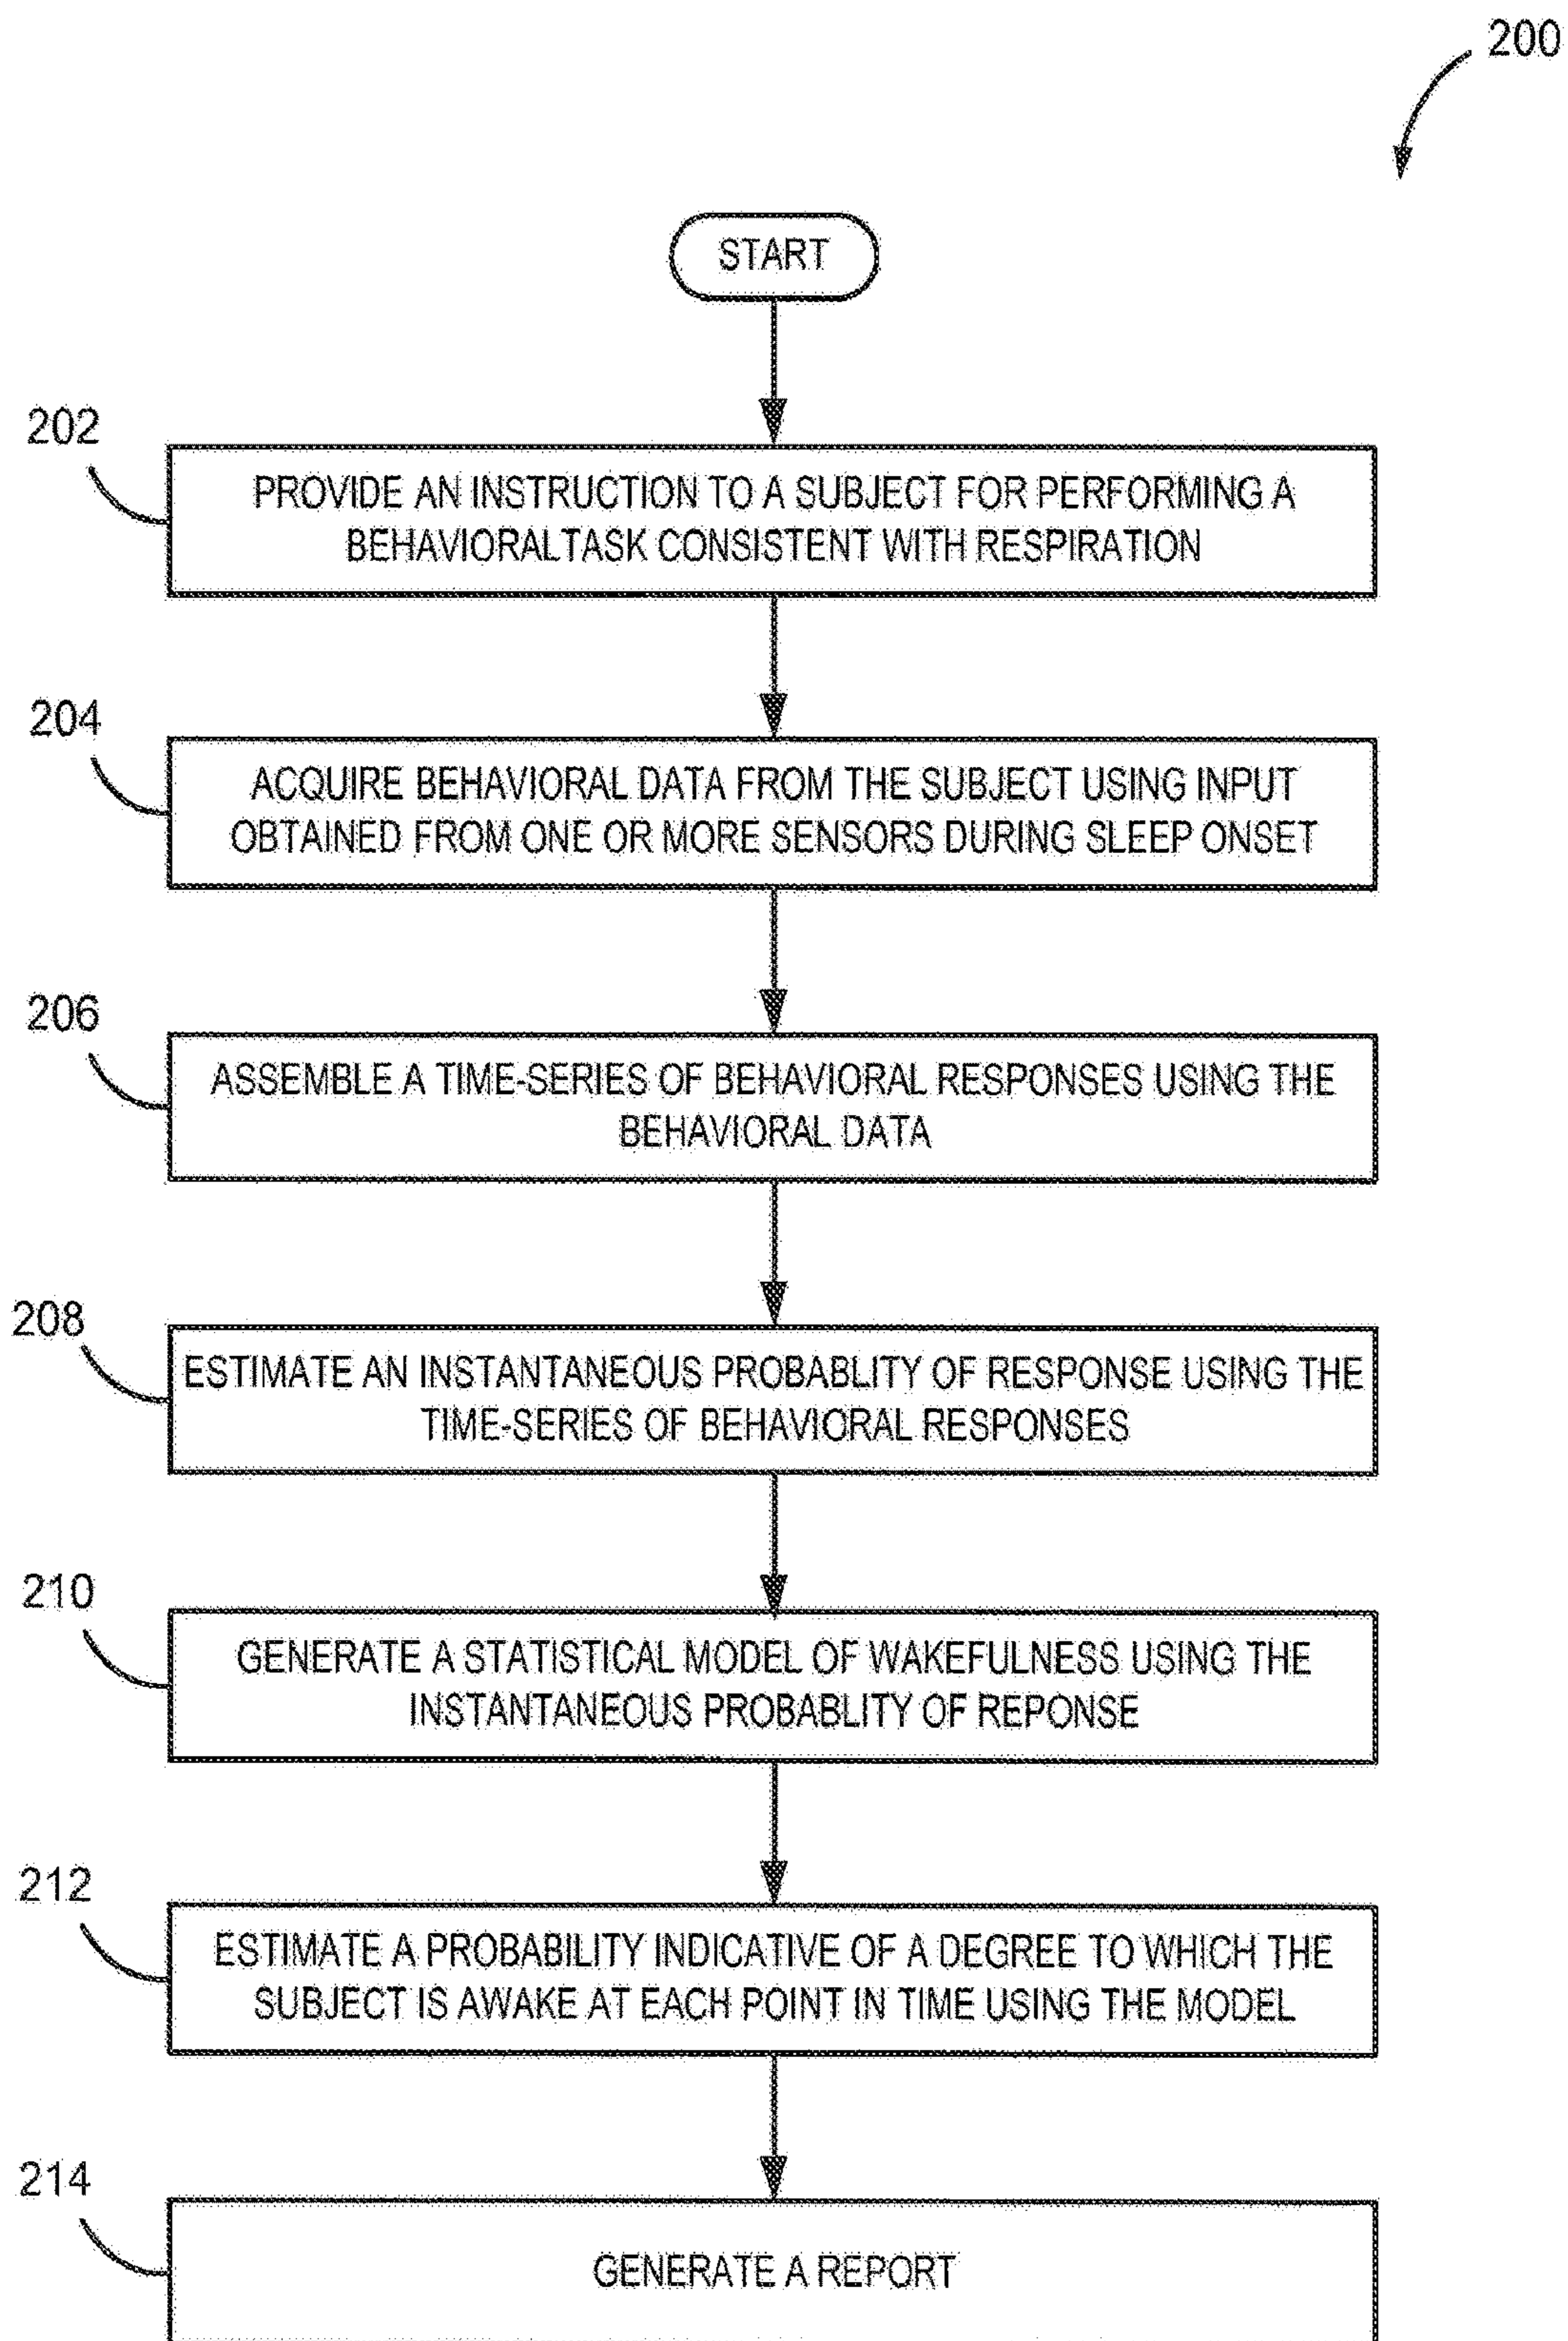 200
START
202
PROVIDE AN INSTRUCTION TO A SUBJECT FOR PERFORMING A
BEHAVIORAL TASK CONSISTENT WITH RESPIRATION
204
ACQUIRE BEHAVIORAL DATA FROM THE SUBJECT USING INPUT
OBTAINED FROM ONE OR MORE SENSORS DURING SLEEP ONSET
206
ASSEMBLE A TIME-SERIES OF BEHAVIORAL RESPONSES USING THE
BEHAVIORAL DATA
208
ESTIMATE AN INSTANTANEOUS PROBABLITY OF RESPONSE USING THE
TIME-SERIES OF BEHAVIORAL RESPONSES
210
GENERATE A STATISTICAL MODEL OF WAKEFULNESS USING THE
INSTANTANEOUS PROBABLITY OF REPONSE
212
ESTIMATE A PROBABILITY INDICATIVE OF A DEGREE TO WHICH THE
SUBJECT IS AWAKE AT EACH POINT IN TIME USING THE MODEL
214
GENERATE A REPORT